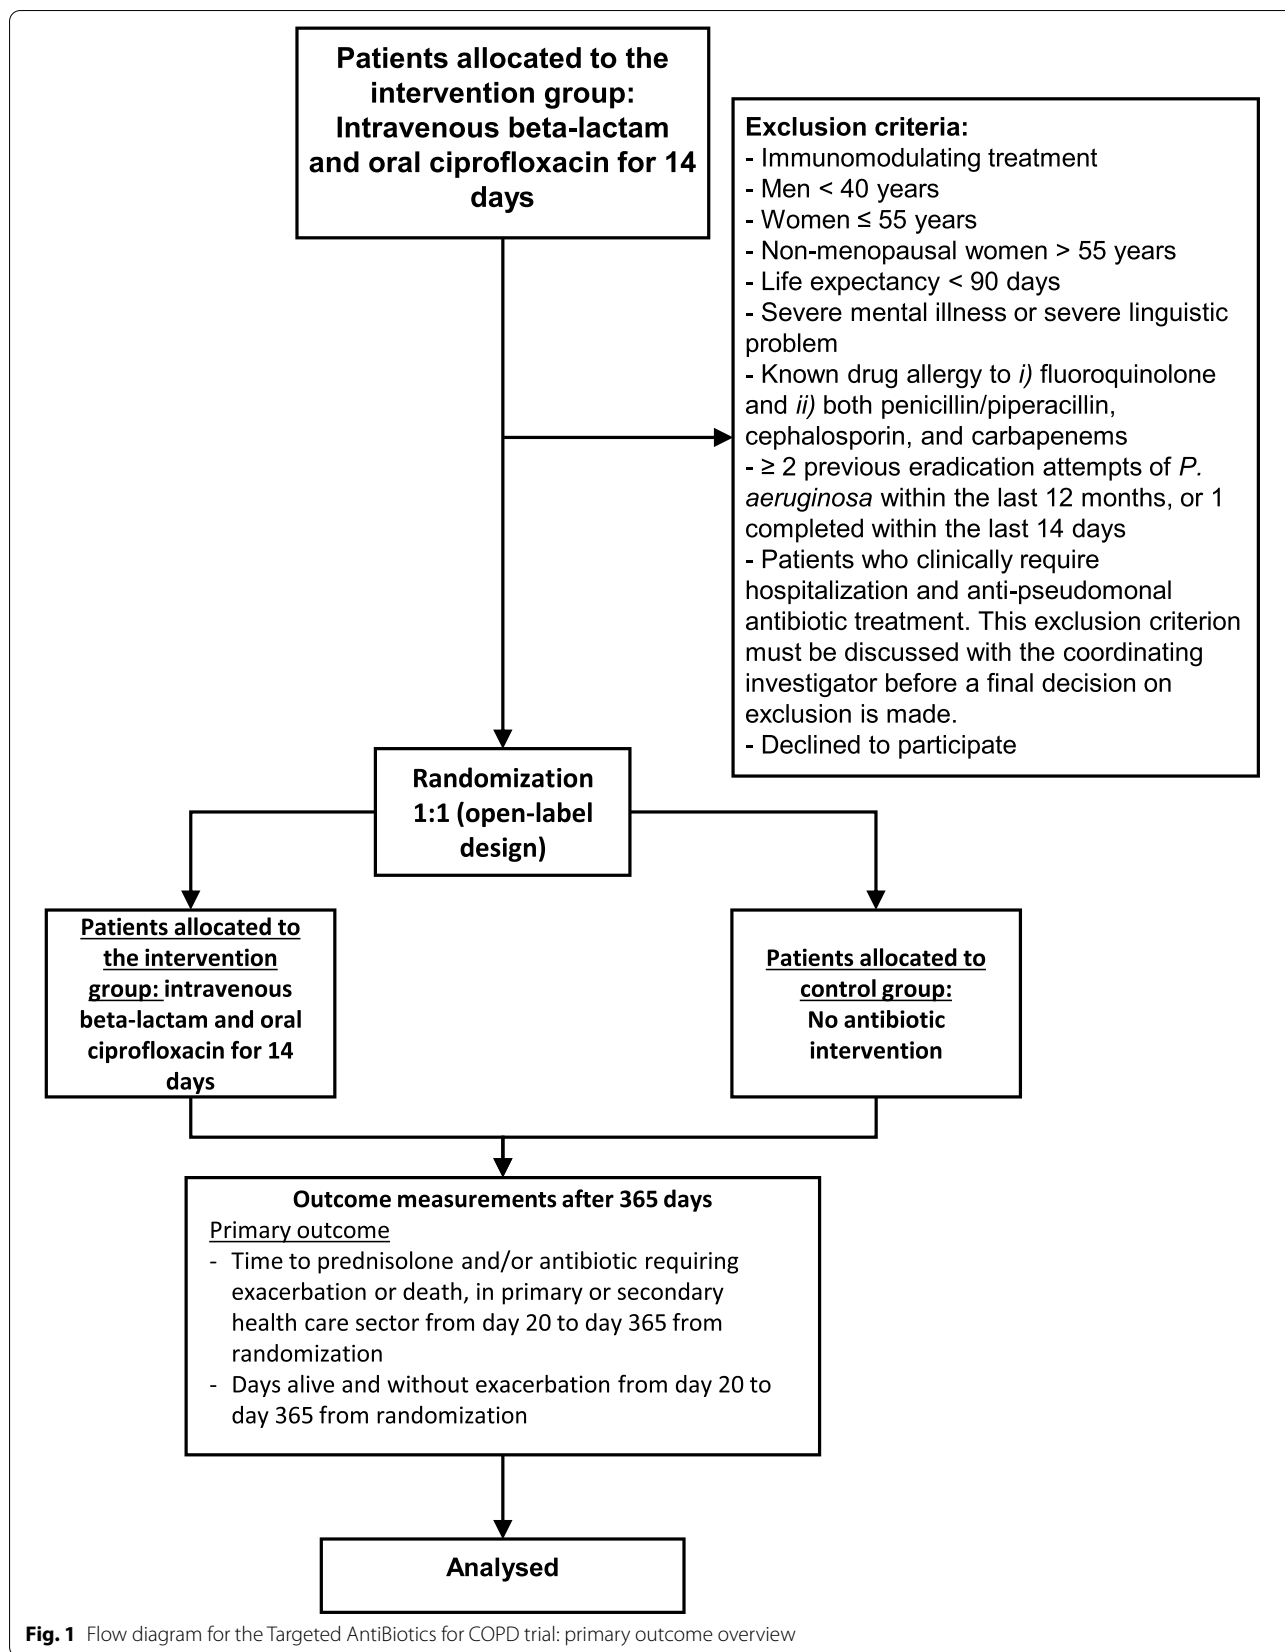 Patients allocated to the
intervention group:
Intravenous beta-lactam
and oral ciprofloxacin for 14
days
Exclusion criteria:
- Immunomodulating treatment
- Men < 40 years
- Women ≤ 55 years
- Non-menopausal women > 55 years
- Life expectancy < 90 days
- Severe mental illness or severe linguistic
problem
- Known drug allergy to i) fluoroquinolone
and ii) both penicillin/piperacillin,
cephalosporin, and carbapenems
- ≥ 2 previous eradication attempts of P.
aeruginosa within the last 12 months, or 1
completed within the last 14 days
- Patients who clinically require
hospitalization and anti-pseudomonal
antibiotic treatment. This exclusion criterion
must be discussed with the coordinating
investigator before a final decision on
exclusion is made.
- Declined to participate
Randomization
1:1 (open-label
design)
Patients allocated to
the intervention
group: intravenous
beta-lactam and oral
ciprofloxacin for 14
days
Patients allocated to
control group:
No antibiotic
intervention
Outcome measurements after 365 days
Primary outcome
- Time to prednisolone and/or antibiotic requiring
exacerbation or death, in primary or secondary
health care sector from day 20 to day 365 from
randomization
- Days alive and without exacerbation from day 20 to
day 365 from randomization
Analysed
Fig. 1 Flow diagram for the Targeted AntiBiotics for COPD trial: primary outcome overview